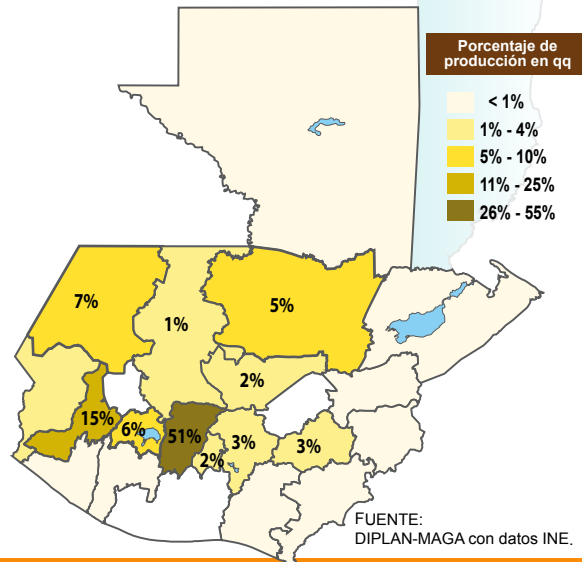 Porcentaje de
producción en qq
< 1%
1% - 4%
5% - 10%
11% - 25%
26% - 55%
7%
1%
5%
2%
15%
6%
51%
2%
3%
3%
FUENTE:
DIPLAN-MAGA con datos INE.